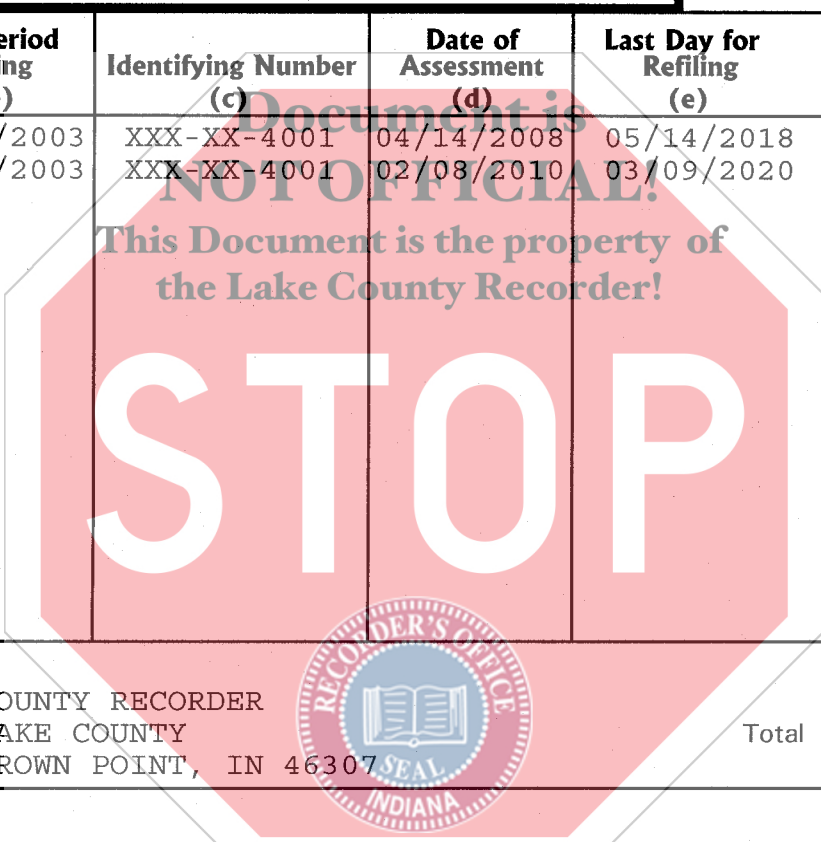 eriod Date of Last Day for
ing Identifying Number Assessment Refiling
) (c) (d) (e)
Document is
/2003 XXX-XX-4001 04/14/2008 05/14/2018
/2003 XXX-XX-4001 02/08/2010 03/09/2020
NOT OFFICIAL!
This Document is the property of
the Lake County Recorder!
STOP
RECORDER'S OFFICE
OUNTY RECORDER
AKE COUNTY Total
ROWN POINT, IN 46307
SEAL
INDIANA